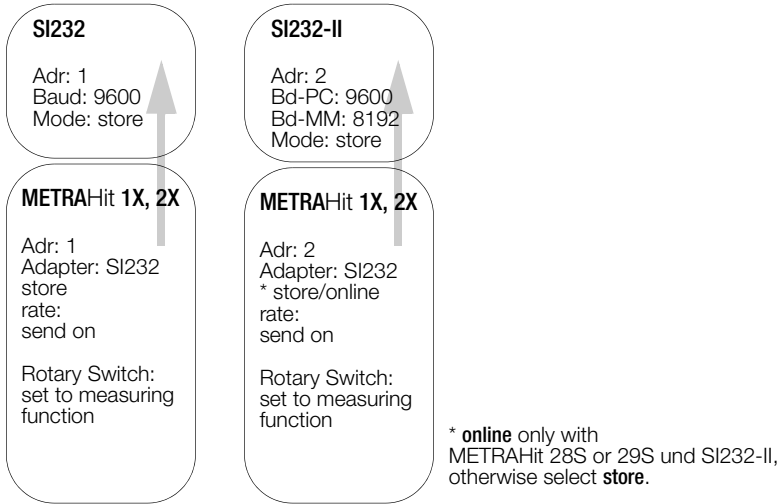 SI232
Adr: 1
Baud: 9600
Mode: store
METRAHit 1X, 2X
Adr: 1
Adapter: SI232
store
rate:
send on
Rotary Switch:
set to measuring
function
SI232-II
Adr: 2
Bd-PC: 9600
Bd-MM: 8192
Mode: store
METRAHit 1X, 2X
Adr: 2
Adapter: SI232
* store/online
rate:
send on
Rotary Switch:
set to measuring
function
* online only with
METRAHit 28S or 29S und SI232-II,
otherwise select store.